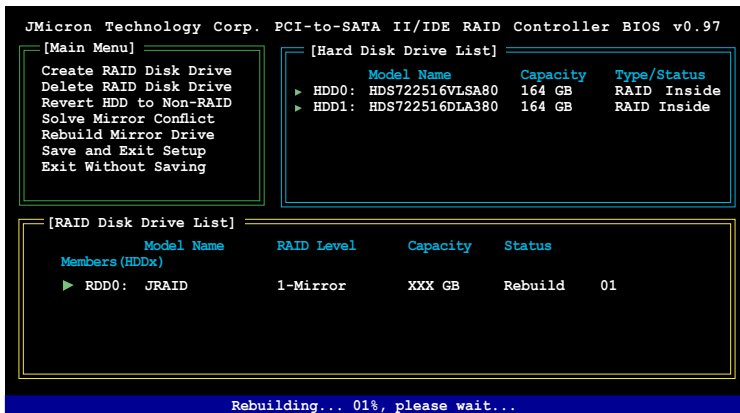 JMicron Technology Corp. PCI-to-SATA II/IDE RAID Controller BIOS v0.97
[Main Menu]
Create RAID Disk Drive
Delete RAID Disk Drive
Revert HDD to Non-RAID
Solve Mirror Conflict
Rebuild Mirror Drive
Save and Exit Setup
Exit Without Saving
[Hard Disk Drive List]
Model Name Capacity Type/Status
HDD0: HDS722516VLSA80 164 GB RAID Inside
HDD1: HDS722516DLA380 164 GB RAID Inside
[RAID Disk Drive List]
Model Name RAID Level Capacity Status
Members(HDDx)
RDD0: JRAID 1-Mirror XXX GB Rebuild 01
Rebuilding... 01%, please wait...